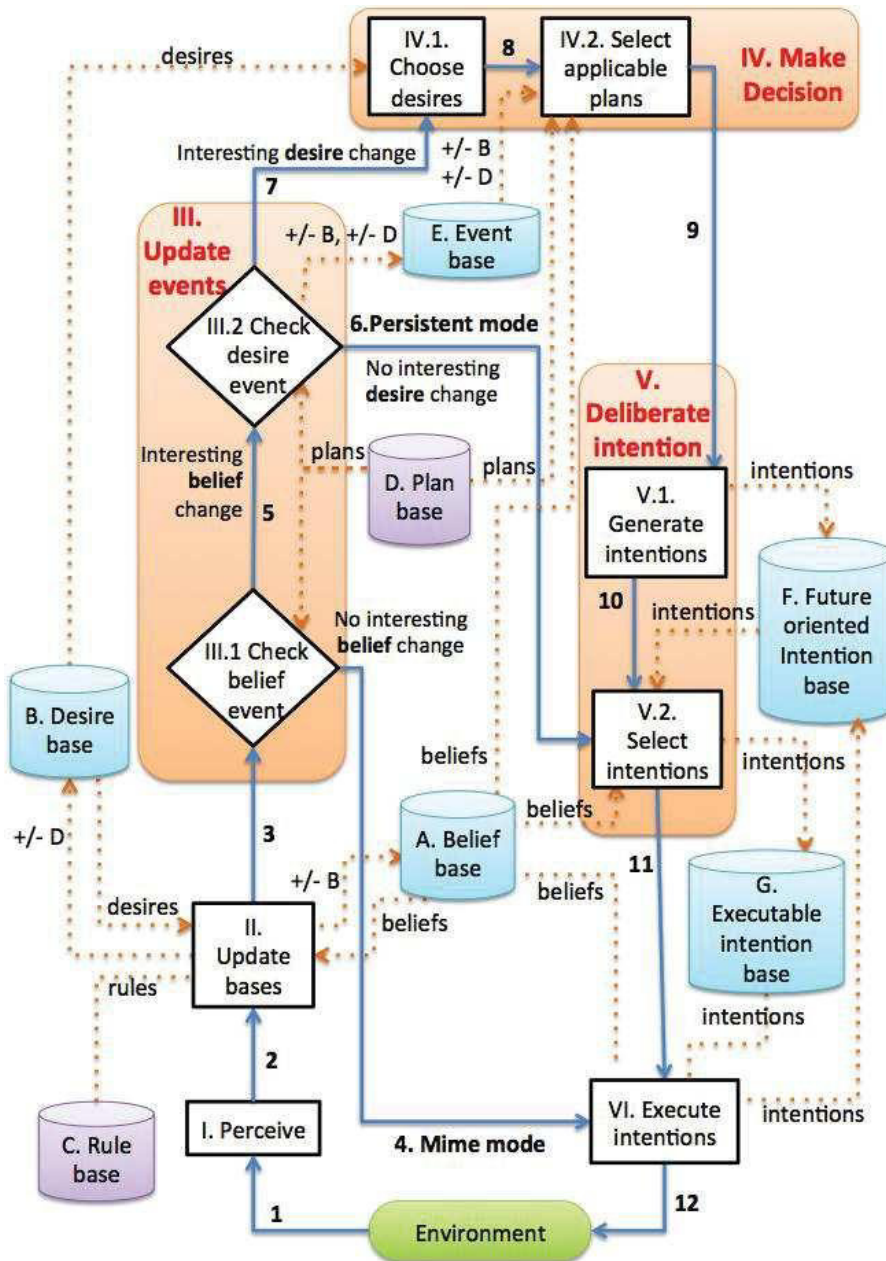 desires
IV.1.
Choose
desires
8
IV.2. Select
applicable
plans
IV. Make
Decision
Interesting desire change
7
+/- B
+/- D
9
III.
Update
events
+/- B, +/- D
E. Event
base
III.2 Check
desire
event
6.Persistent mode
No interesting
desire change
V.
Deliberate
intention
Interesting
belief
change
5
plans
D. Plan
base
plans
V.1.
Generate
intentions
intentions
10
intentions
F. Future
oriented
Intention
base
No interesting
belief change
III.1 Check
belief
event
B. Desire
base
V.2.
Select
intentions
intentions
beliefs
beliefs
+/- D
3
+/- B
A. Belief
base
beliefs
beliefs
11
G.
Executable
intention
base
desires
II.
Update
bases
rules
intentions
2
C. Rule
base
I. Perceive
4. Mime mode
VI. Execute
intentions
intentions
1
Environment
12